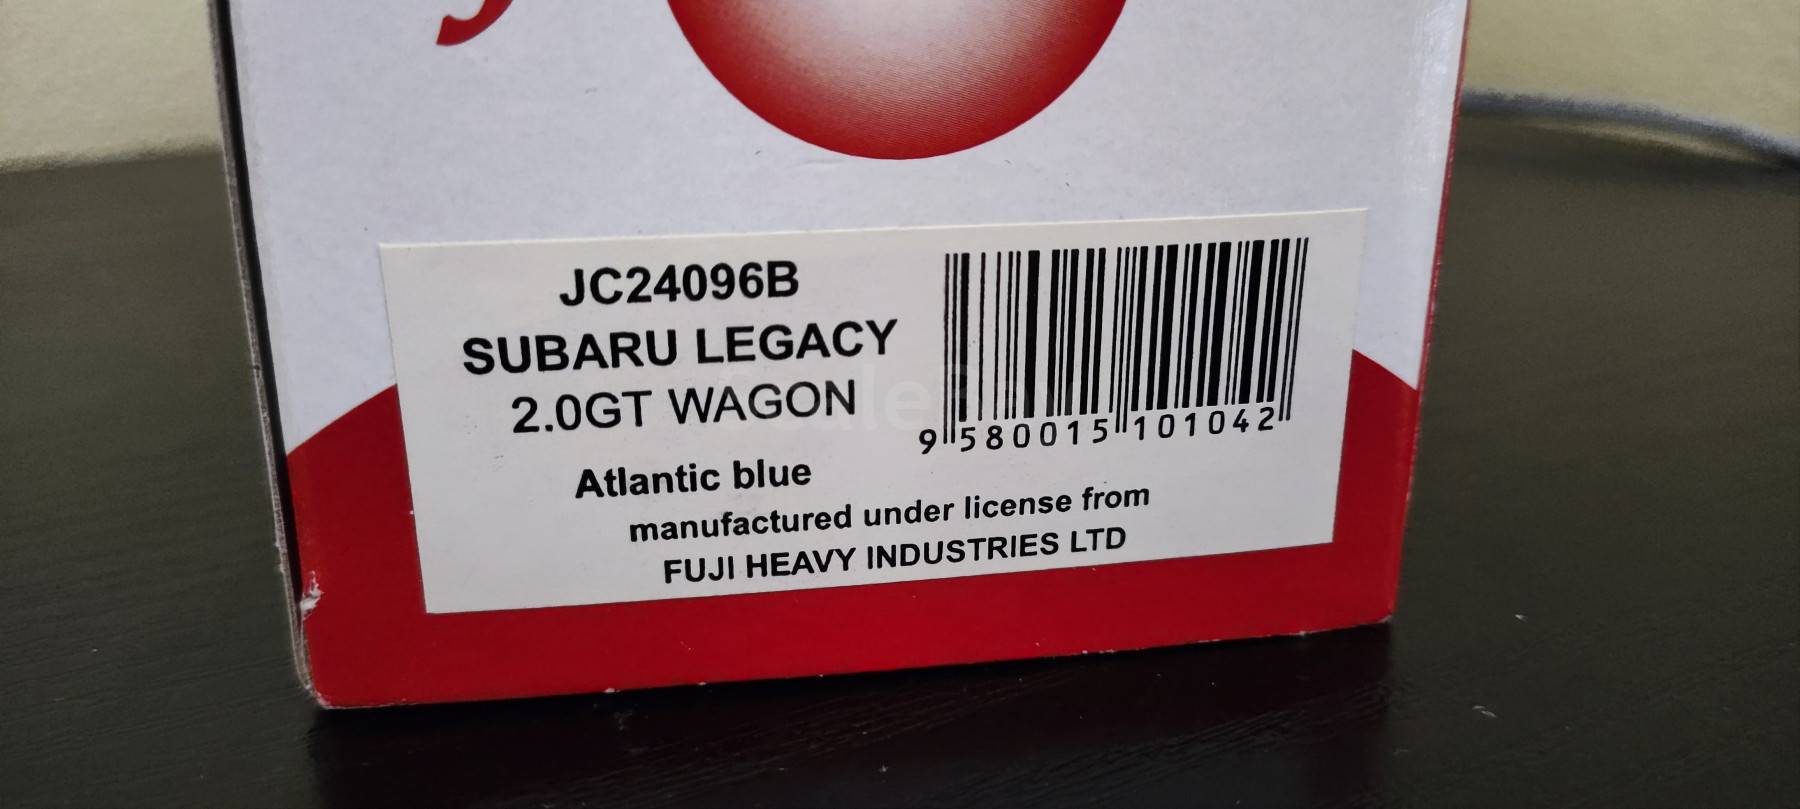 JC24096B
SUBARU LEGACY
2.0GT WAGON
9 580015 101042
Atlantic blue
manufactured under license from
FUJI HEAVY INDUSTRIES LTD